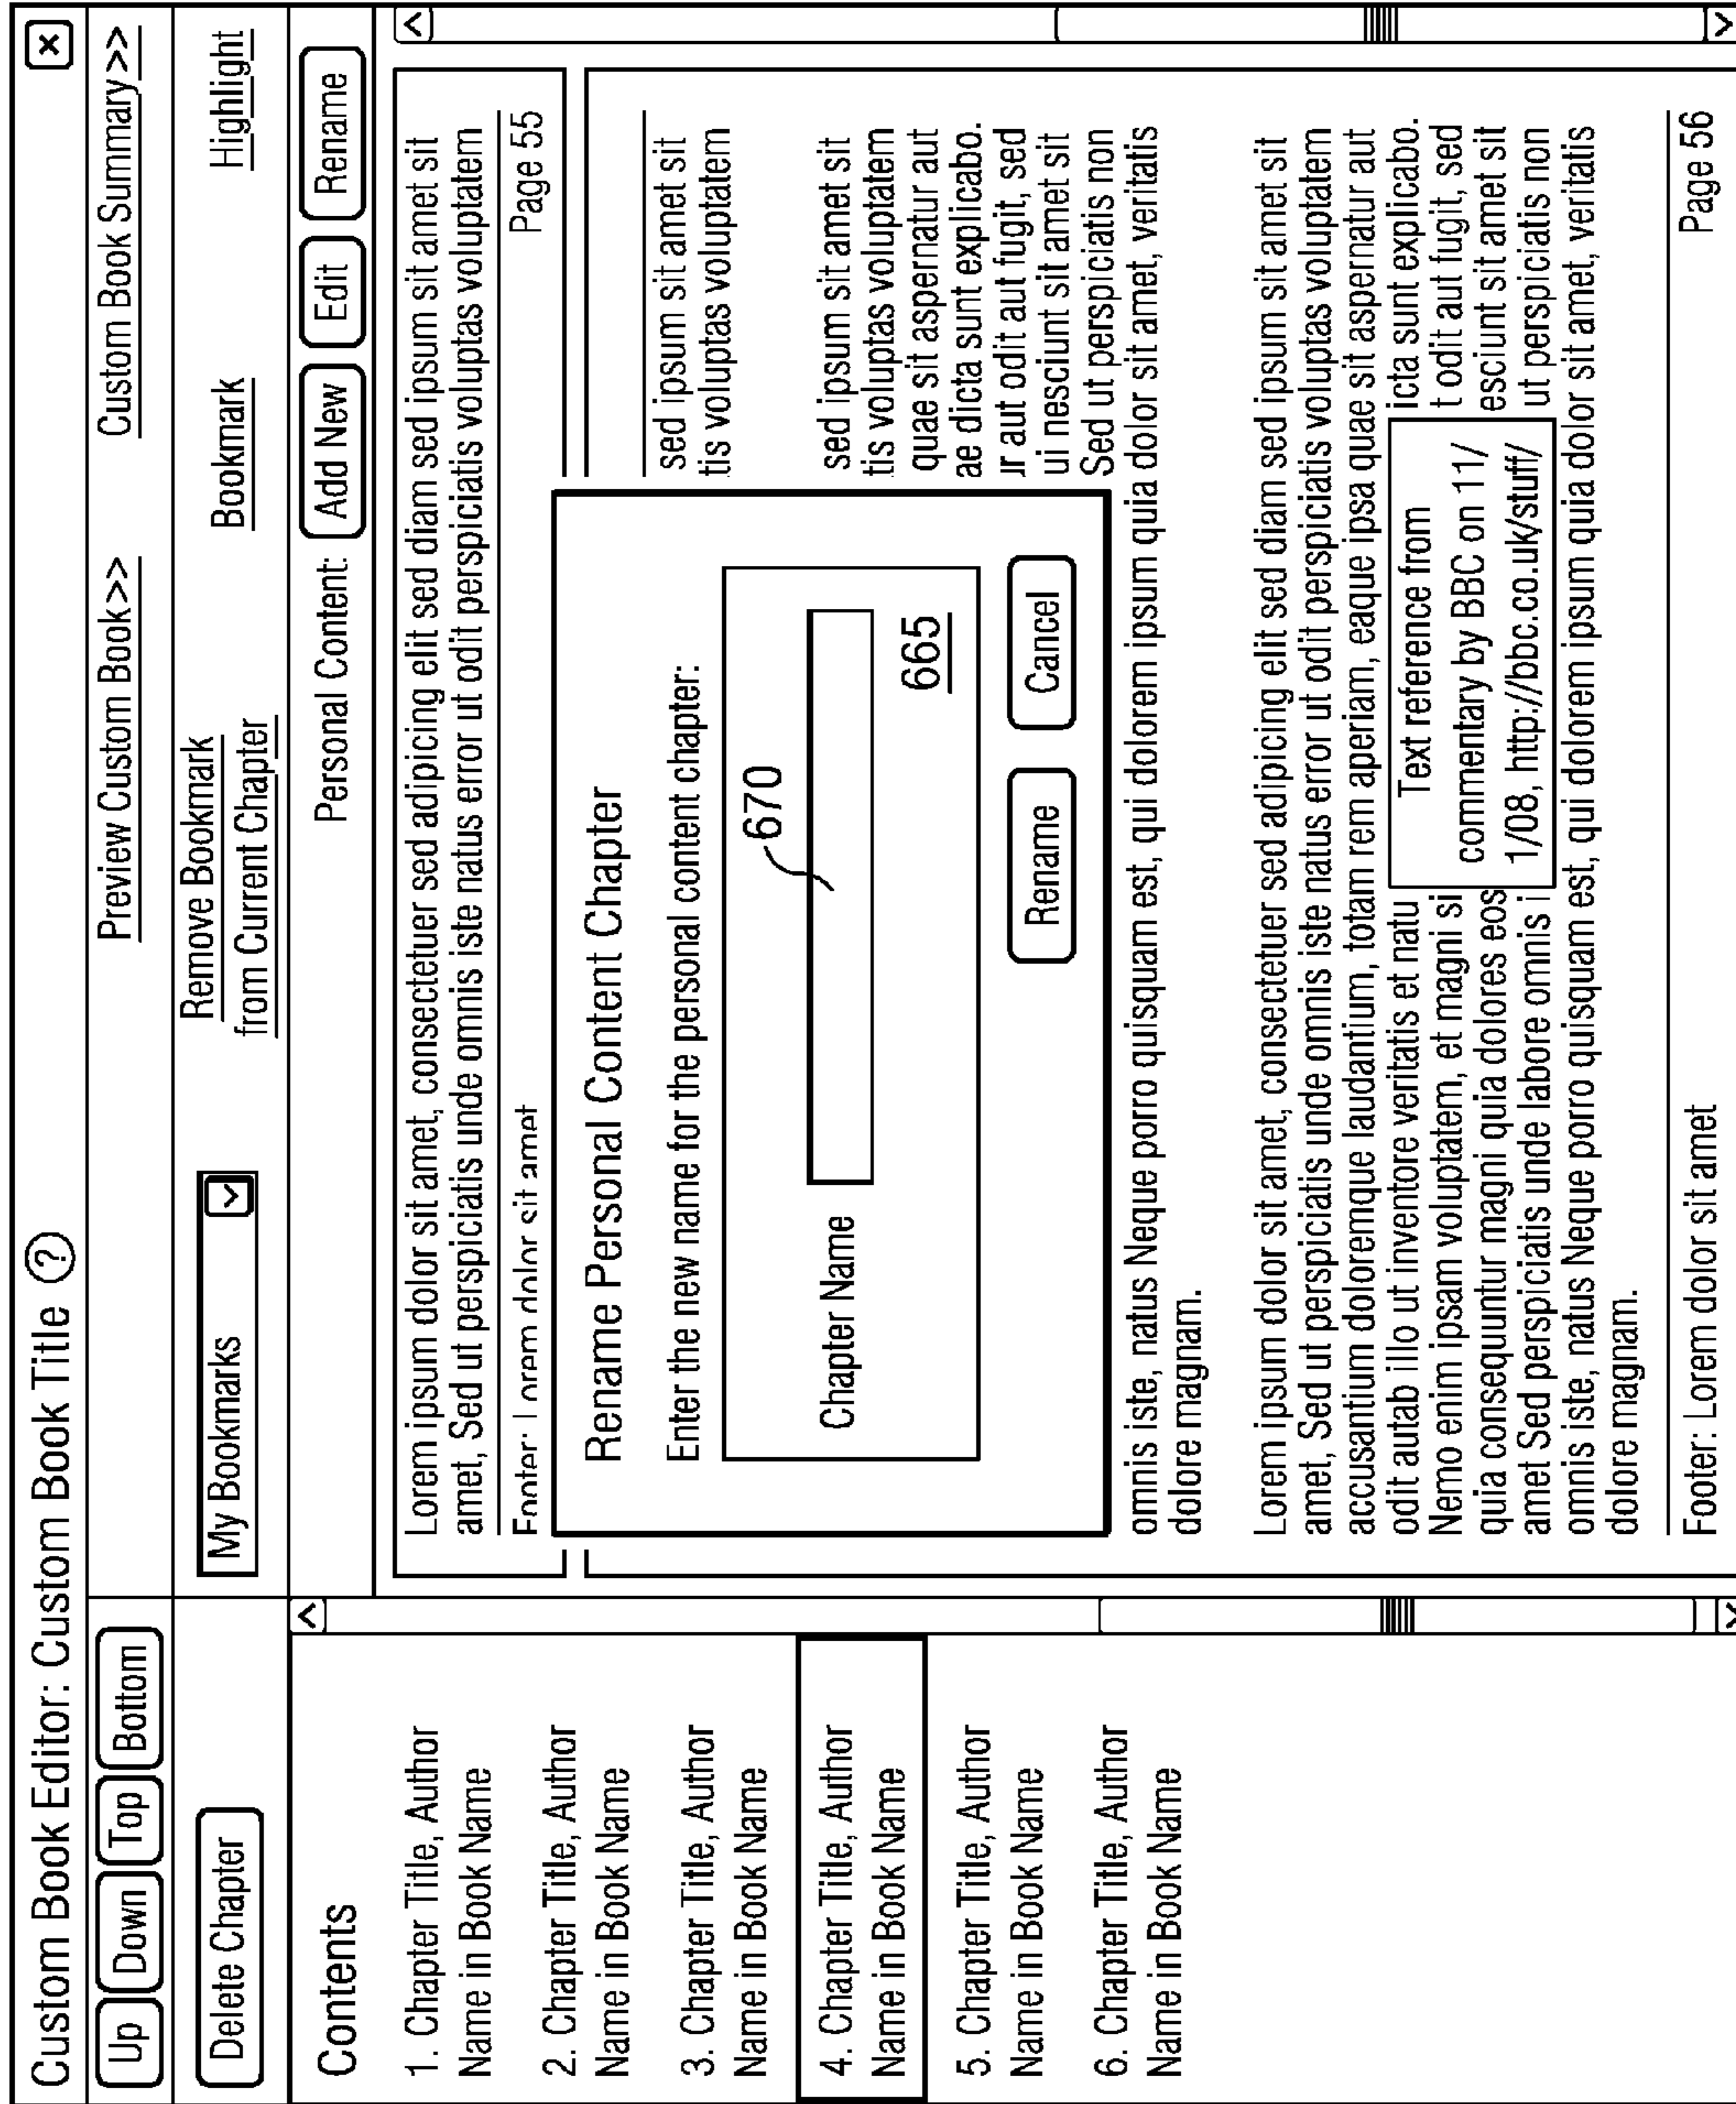 Custom Book Editor: Custom Book Title ?
x
Up Down Top Bottom
Preview Custom Book>> Custom Book Summary>>
Delete Chapter
My Bookmarks
Remove Bookmark
from Current Chapter
Bookmark
Highlight
Personal Content: Add New Edit Rename
Contents
1. Chapter Title, Author
Name in Book Name
2. Chapter Title, Author
Name in Book Name
3. Chapter Title, Author
Name in Book Name
4. Chapter Title, Author
Name in Book Name
5. Chapter Title, Author
Name in Book Name
6. Chapter Title, Author
Name in Book Name
Lorem ipsum dolor sit amet, consectetuer sed adipicing elit sed diam sed ipsum sit amet sit
amet, Sed ut perspiciatis unde omnis iste natus error ut odit perspiciatis voluptas voluptatem
Footer: Lorem dolor sit amet Page 55
Rename Personal Content Chapter
Enter the new name for the personal content chapter:
670
Chapter Name
665
Rename Cancel
sed ipsum sit amet sit
tis voluptas voluptatem
sed ipsum sit amet sit
tis voluptas voluptatem
quae sit aspernatur aut
ae dicta sunt explicabo.
ur aut odit aut fugit, sed
ui nesciunt sit amet sit
Sed ut perspiciatis non
omnis iste, natus Neque porro quisquam est, qui dolorem ipsum quia dolor sit amet, veritatis
dolore magnam.
Lorem ipsum dolor sit amet, consectetuer sed adipicing elit sed diam sed ipsum sit amet sit
amet, Sed ut perspiciatis unde omnis iste natus error ut odit perspiciatis voluptas voluptatem
accusantium doloremque laudantium, totam rem aperiam, eaque ipsa quae sit aspernatur aut
odit autab illo ut inventore veritatis et natu icta sunt explicabo.
Nemo enim ipsam voluptatem, et magni si t odit aut fugit, sed
quia consequuntur magni quia dolores eos esciunt sit amet sit
amet Sed perspiciatis unde labore omnis i ut perspiciatis non
Text reference from
commentary by BBC on 11/
1/08, http://bbc.co.uk/stuff/
omnis iste, natus Neque porro quisquam est, qui dolorem ipsum quia dolor sit amet, veritatis
dolore magnam.
Footer: Lorem dolor sit amet Page 56